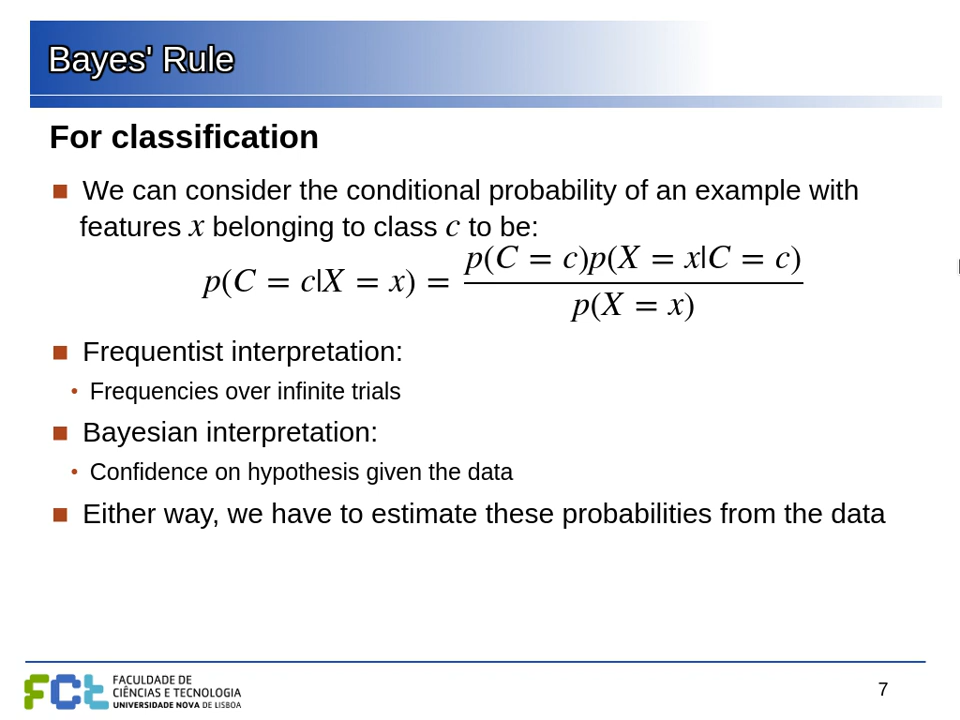 Bayes' Rule
For classification
■ We can consider the conditional probability of an example with
features x belonging to class c to be:
p(C = c|X = x) = \frac{p(C = c)p(X = x|C = c)}{p(X = x)}
■ Frequentist interpretation:
• Frequencies over infinite trials
■ Bayesian interpretation:
• Confidence on hypothesis given the data
■ Either way, we have to estimate these probabilities from the data
FCt FACULDADE DE
CIÊNCIAS E TECNOLOGIA
UNIVERSIDADE NOVA DE LISBOA
7